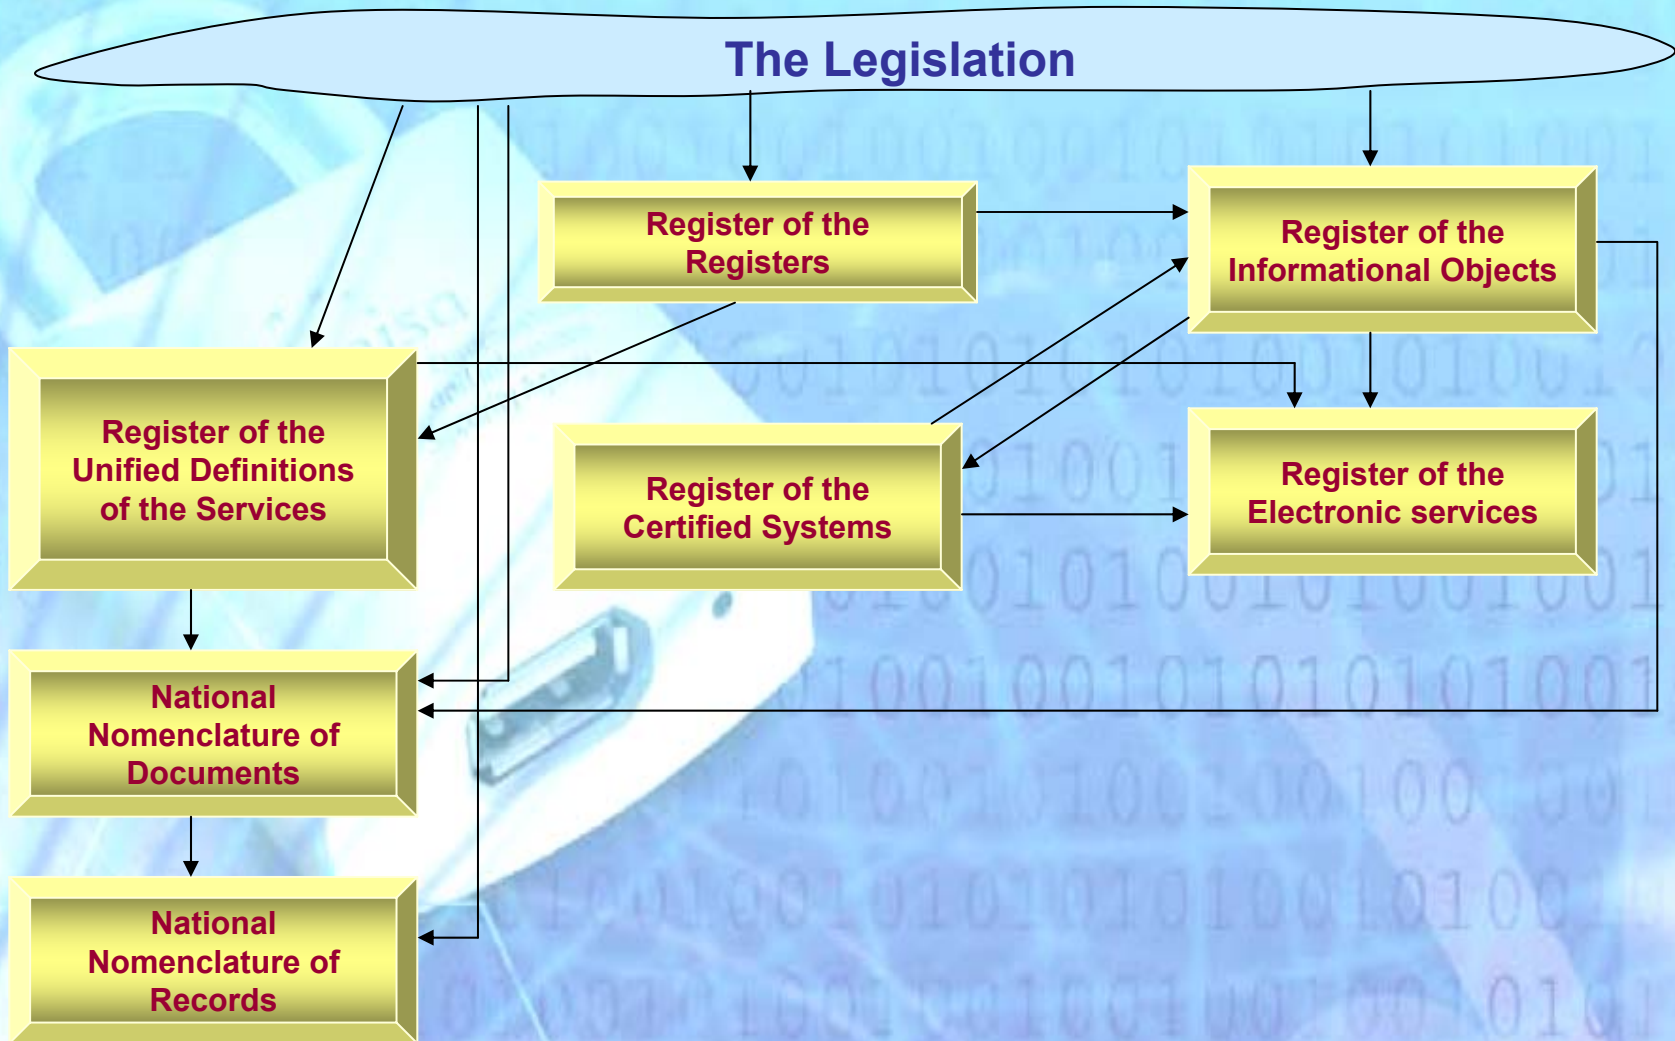 The Legislation
Register of the
Registers
Register of the
Informational Objects
Register of the
Unified Definitions
of the Services
Register of the
Certified Systems
Register of the
Electronic services
National
Nomenclature of
Documents
National
Nomenclature of
Records